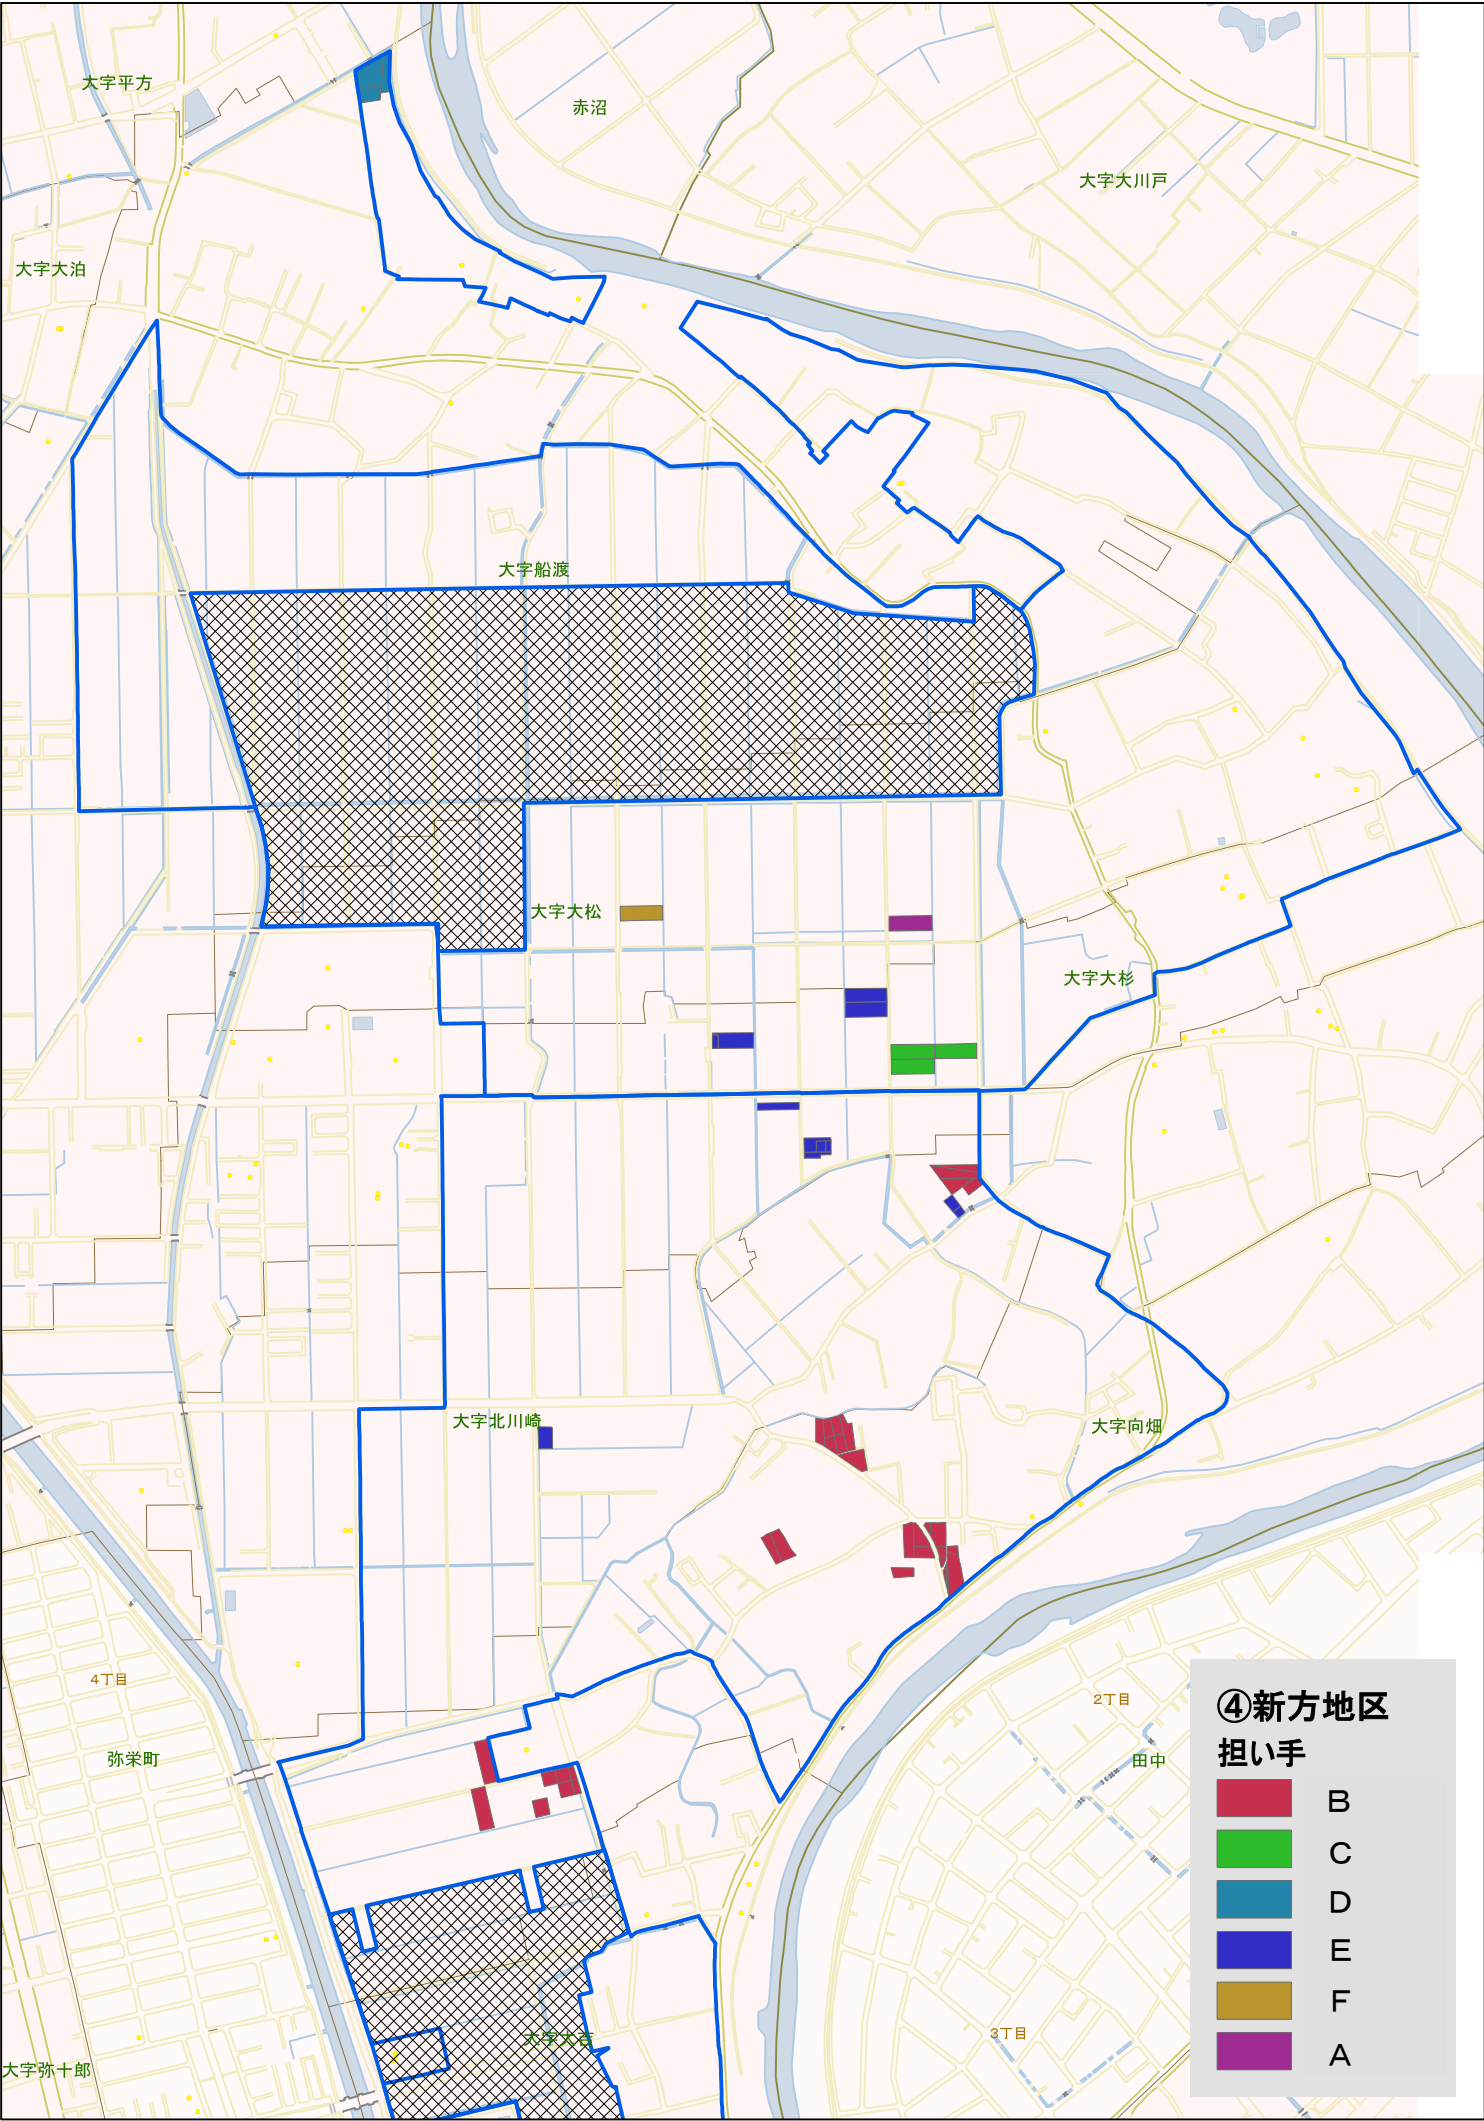 大字平方
赤沼
大字大川戸
大字大泊
大字船渡
大字大松
大字大杉
大字北川崎
大字向畑
4丁目
2丁目
弥栄町
田中
3丁目
大字大吉
大字弥十郎
④新方地区
担い手
B
C
D
E
F
A